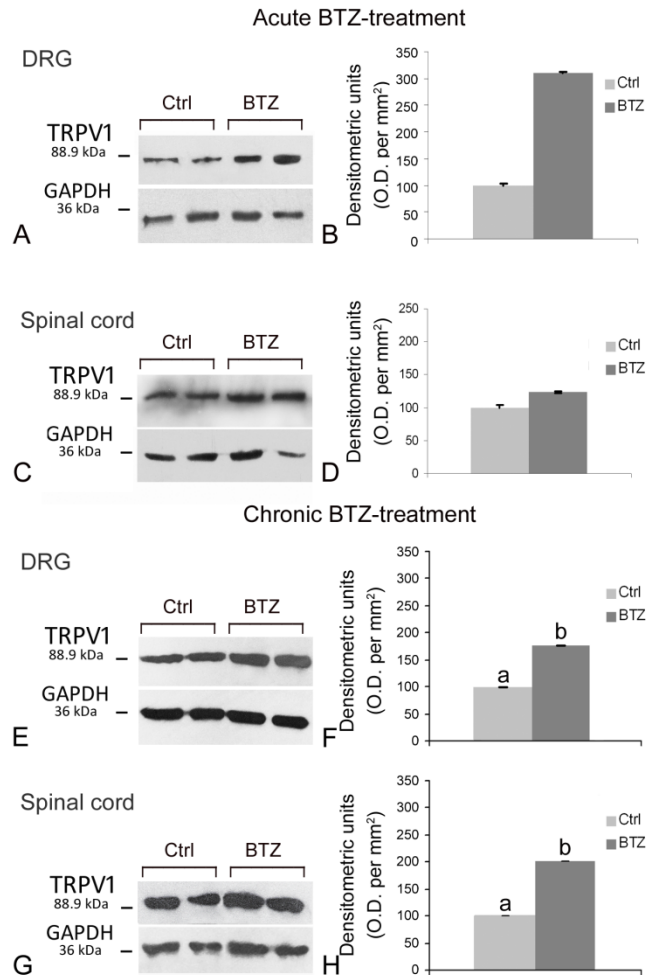 Acute BTZ-treatment
DRG
Ctrl BTZ
TRPV1
88.9 kDa
GAPDH
36 kDa
A
B
Densitometric units
(O.D. per mm²)
350
300
250
200
150
100
50
0
Ctrl
BTZ
Spinal cord
Ctrl BTZ
TRPV1
88.9 kDa
GAPDH
36 kDa
C
D
Densitometric units
(O.D. per mm²)
250
200
150
100
50
0
Ctrl
BTZ
Chronic BTZ-treatment
DRG
Ctrl BTZ
TRPV1
88.9 kDa
GAPDH
36 kDa
E
F
Densitometric units
(O.D. per mm²)
350
300
250
200
150
100
50
0
a
b
Ctrl
BTZ
Spinal cord
Ctrl BTZ
TRPV1
88.9 kDa
GAPDH
36 kDa
G
H
Densitometric units
(O.D. per mm²)
350
300
250
200
150
100
50
0
a
b
Ctrl
BTZ